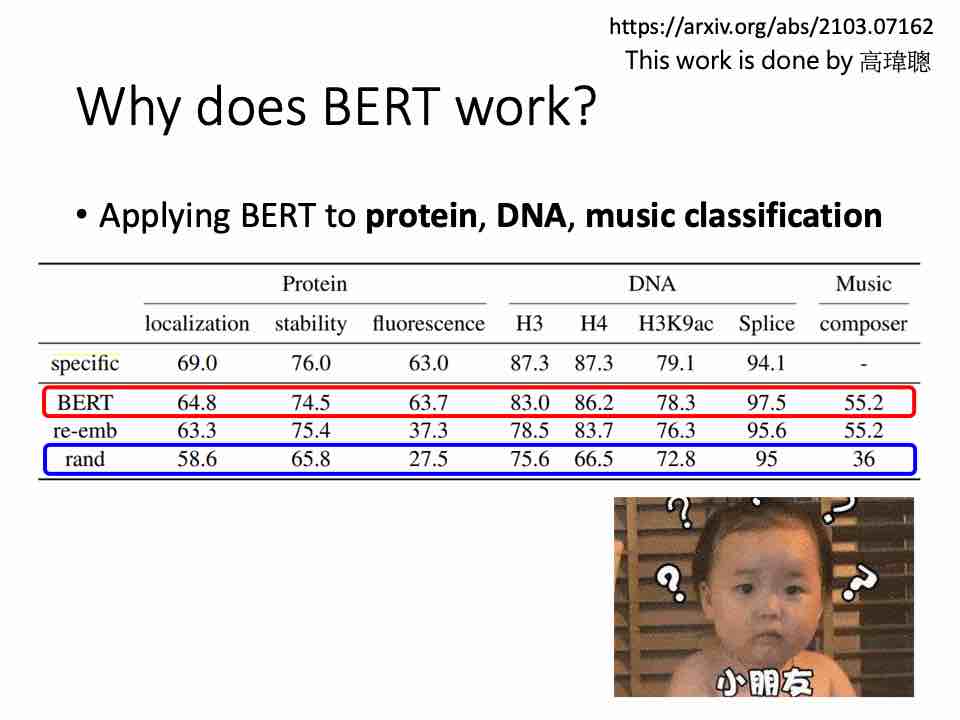 https://arxiv.org/abs/2103.07162
This work is done by 高瑋聰
Why does BERT work?
• Applying BERT to protein, DNA, music classification
Protein DNA Music
localization stability fluorescence H3 H4 H3K9ac Splice composer
specific 69.0 76.0 63.0 87.3 87.3 79.1 94.1 -
BERT 64.8 74.5 63.7 83.0 86.2 78.3 97.5 55.2
re-emb 63.3 75.4 37.3 78.5 83.7 76.3 95.6 55.2
rand 58.6 65.8 27.5 75.6 66.5 72.8 95 36
? ? ?
? ?
小朋友